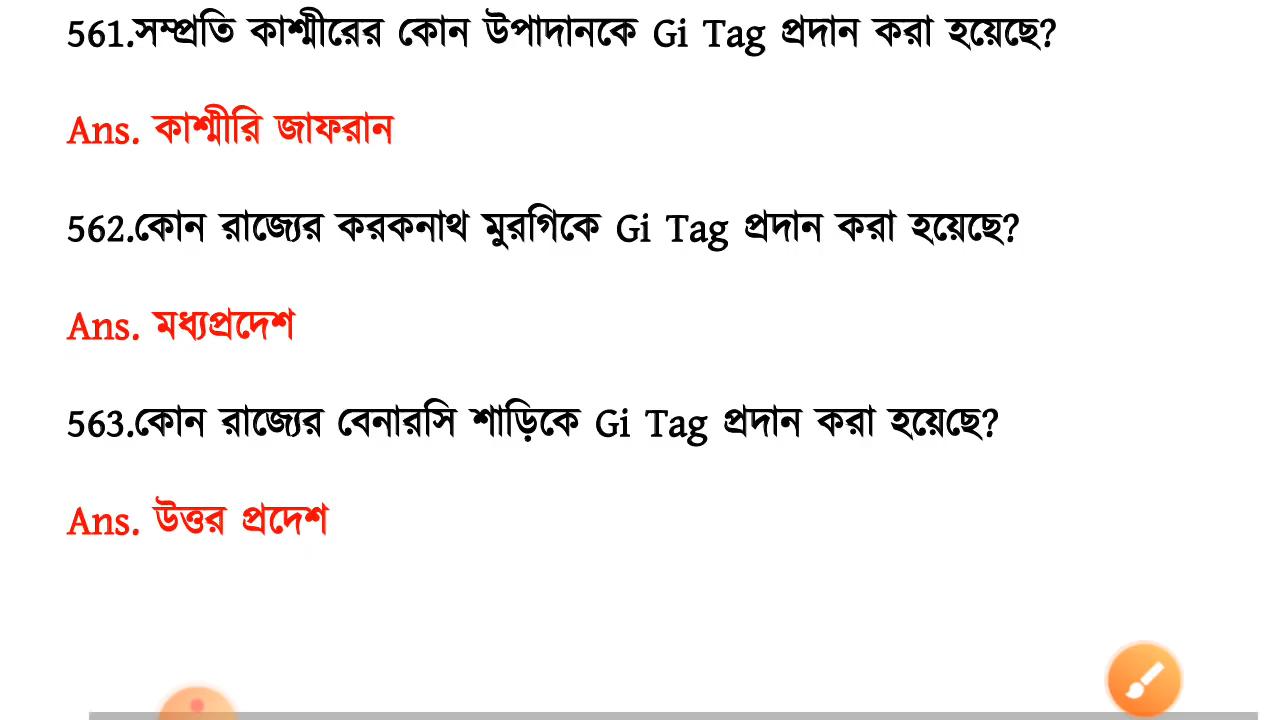 561.সম্প্রতি কাশ্মীরের কোন উপাদানকে Gi Tag প্রদান করা হয়েছে?
Ans. কাশ্মীরি জাফরান
562.কোন রাজ্যের করকনাথ মুরগিকে Gi Tag প্রদান করা হয়েছে?
Ans. মধ্যপ্রদেশ
563.কোন রাজ্যের বেনারসি শাড়িকে Gi Tag প্রদান করা হয়েছে?
Ans. উত্তর প্রদেশ